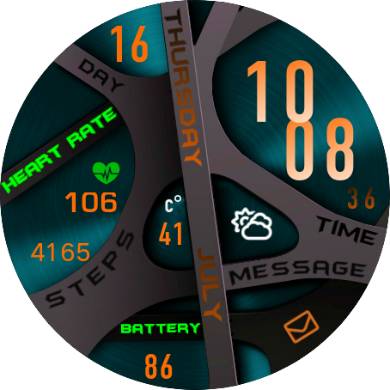 16
DAY
THURSDAY
10
08
36
TIME
HEART RATE
106
4165
STEPS
C°
41
JULY
MESSAGE
BATTERY
86